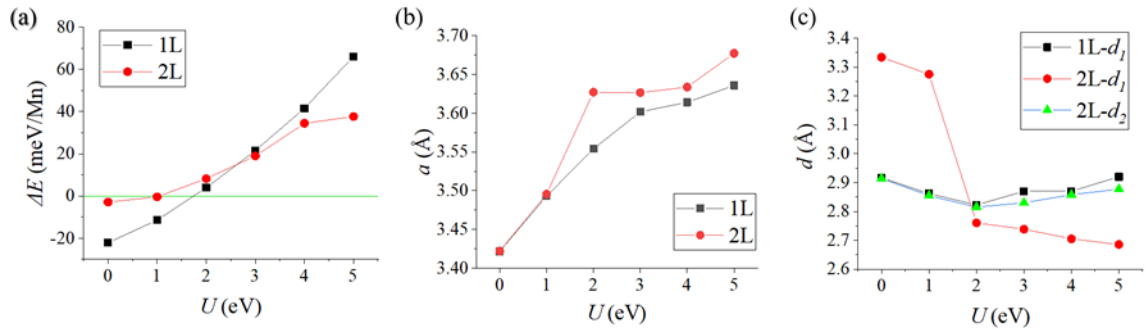 (a)
80
60
40
20
0
-20
ΔE (meV/Mn)
1L
2L
0 1 2 3 4 5
U (eV)
(b)
3.70
3.65
3.60
3.55
3.50
3.45
3.40
a (Å)
1L
2L
0 1 2 3 4 5
U (eV)
(c)
3.4
3.3
3.2
3.1
3.0
2.9
2.8
2.7
2.6
d (Å)
1L-d1
2L-d1
2L-d2
0 1 2 3 4 5
U (eV)